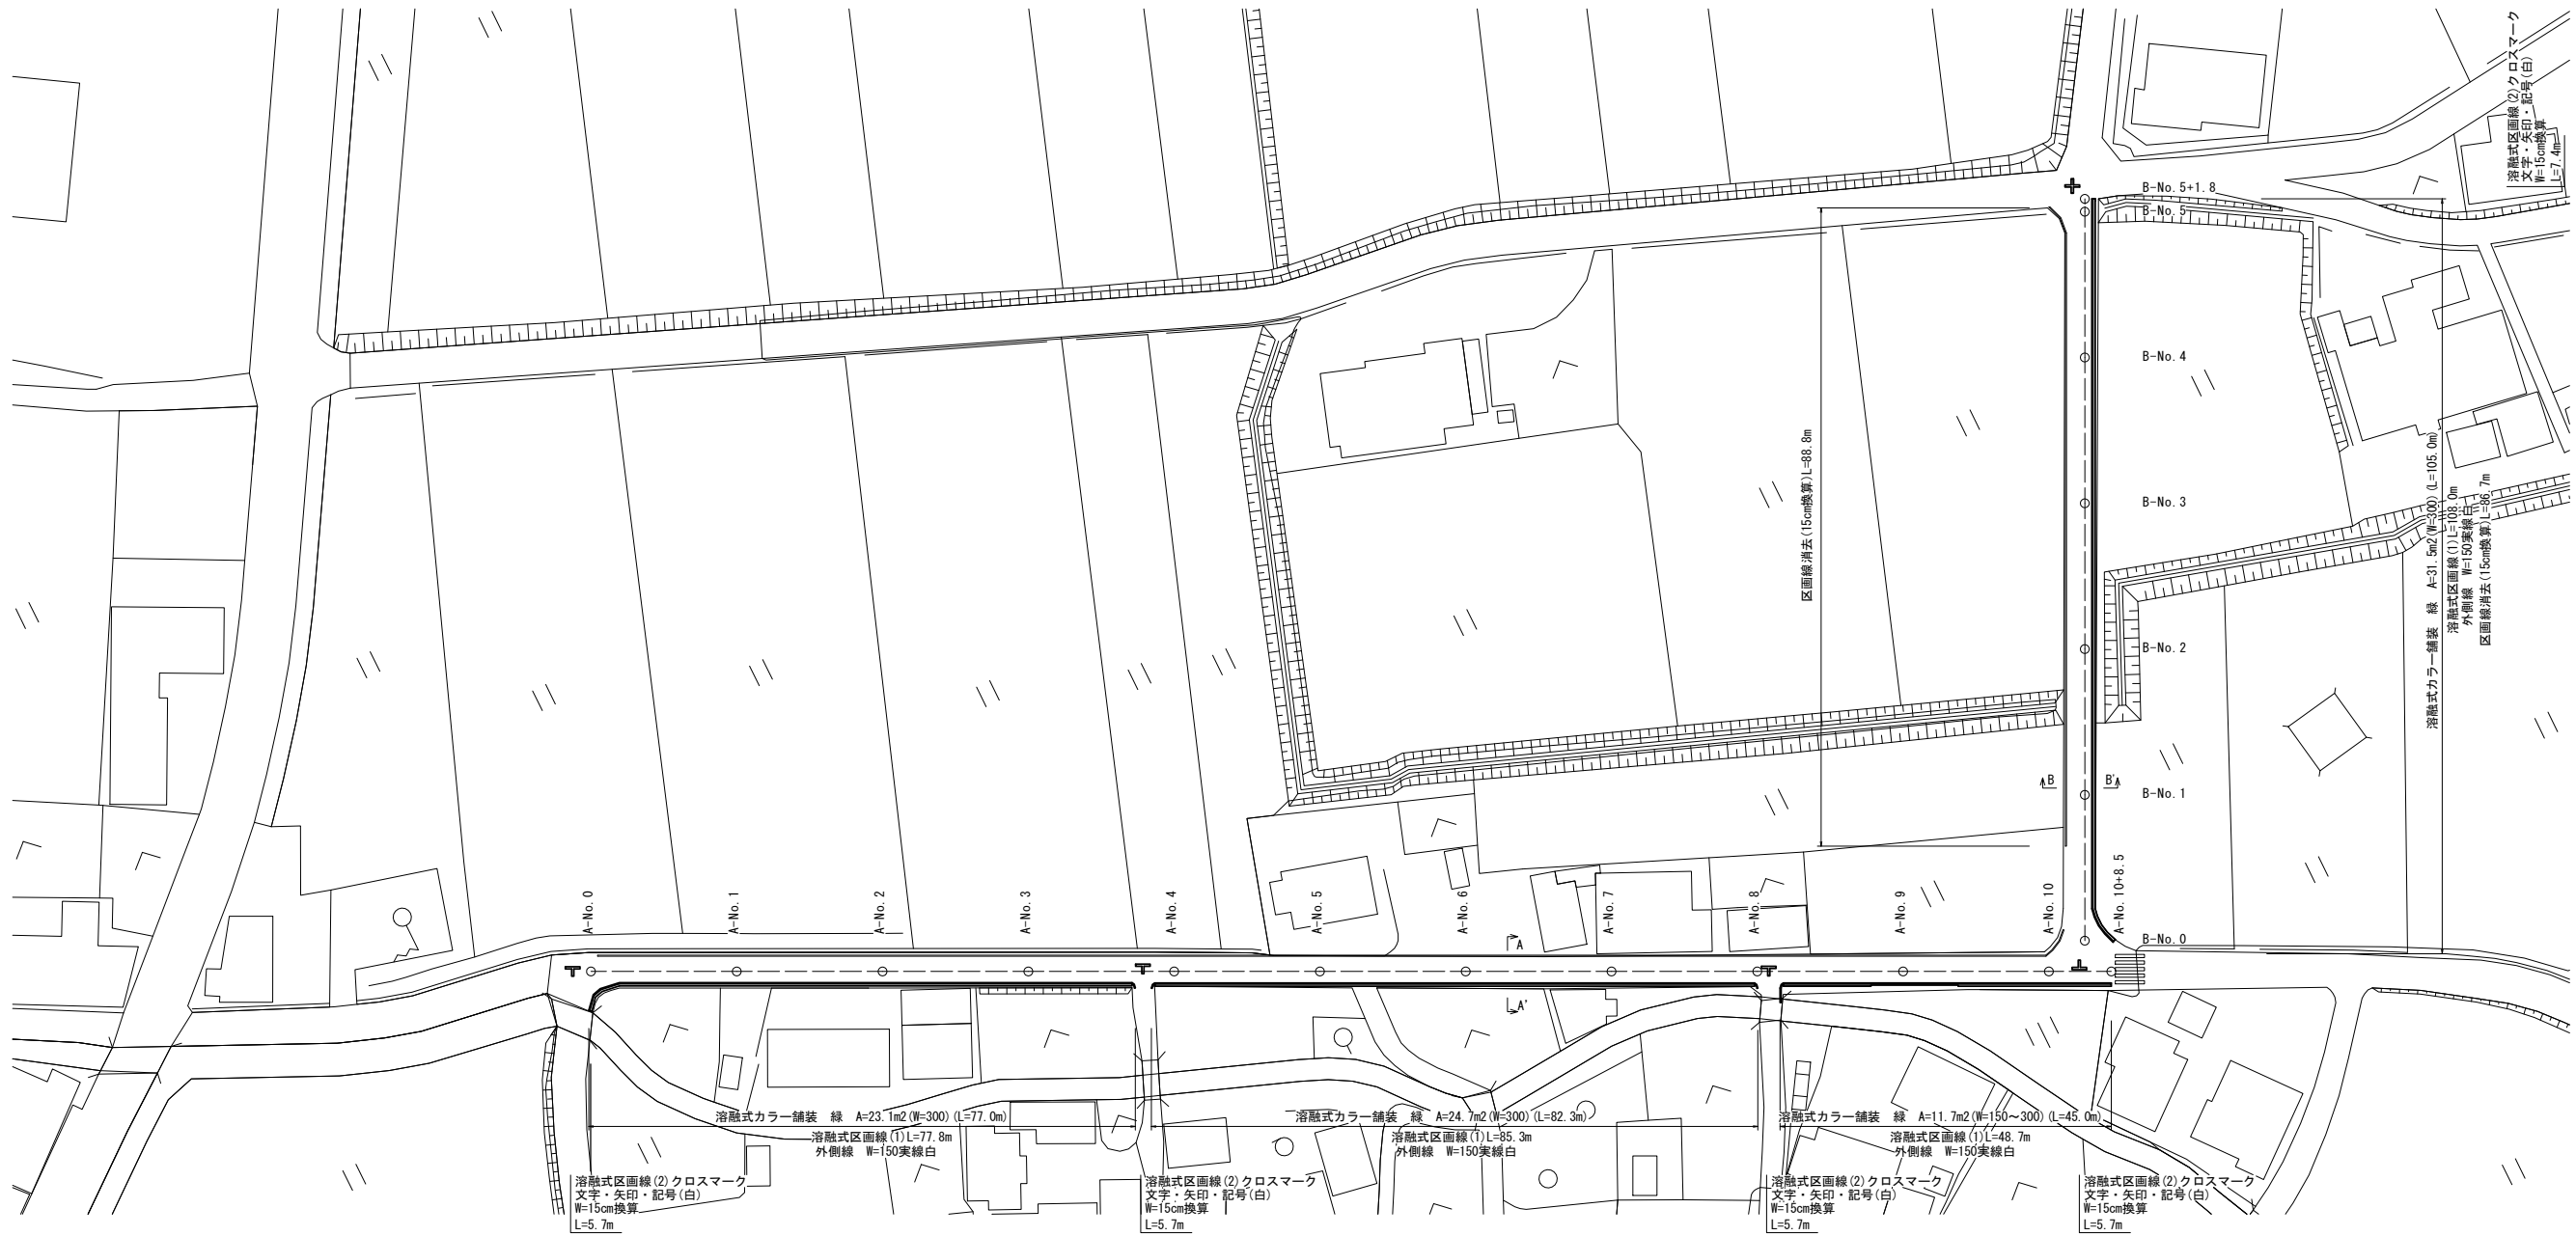 溶融式区画線(2)クロスマーク
文字・矢印・記号(白)
W=15cm換算
L=7.4m
B-No.5+1.8
B-No.5
B-No.4
B-No.3
B-No.2
B-No.1
B-No.0
区画線消去(15cm換算)L=88.8m
溶融式カラー舗装 緑 A=31.5m2(W=300)(L=105.0m)
溶融式区画線(1)L=108.0m
外側線 W=150実線白
区画線消去(15cm換算)L=86.7m
B
B'
A-No.0
A-No.1
A-No.2
A-No.3
A-No.4
A-No.5
A-No.6
A-No.7
A-No.8
A-No.9
A-No.10
A-No.10+8.5
A
A'
溶融式カラー舗装 緑 A=23.1m2(W=300)(L=77.0m)
溶融式区画線(1)L=77.8m
外側線 W=150実線白
溶融式カラー舗装 緑 A=24.7m2(W=300)(L=82.3m)
溶融式区画線(1)L=85.3m
外側線 W=150実線白
溶融式カラー舗装 緑 A=11.7m2(W=150～300)(L=45.0m)
溶融式区画線(1)L=48.7m
外側線 W=150実線白
溶融式区画線(2)クロスマーク
文字・矢印・記号(白)
W=15cm換算
L=5.7m
溶融式区画線(2)クロスマーク
文字・矢印・記号(白)
W=15cm換算
L=5.7m
溶融式区画線(2)クロスマーク
文字・矢印・記号(白)
W=15cm換算
L=5.7m
溶融式区画線(2)クロスマーク
文字・矢印・記号(白)
W=15cm換算
L=5.7m